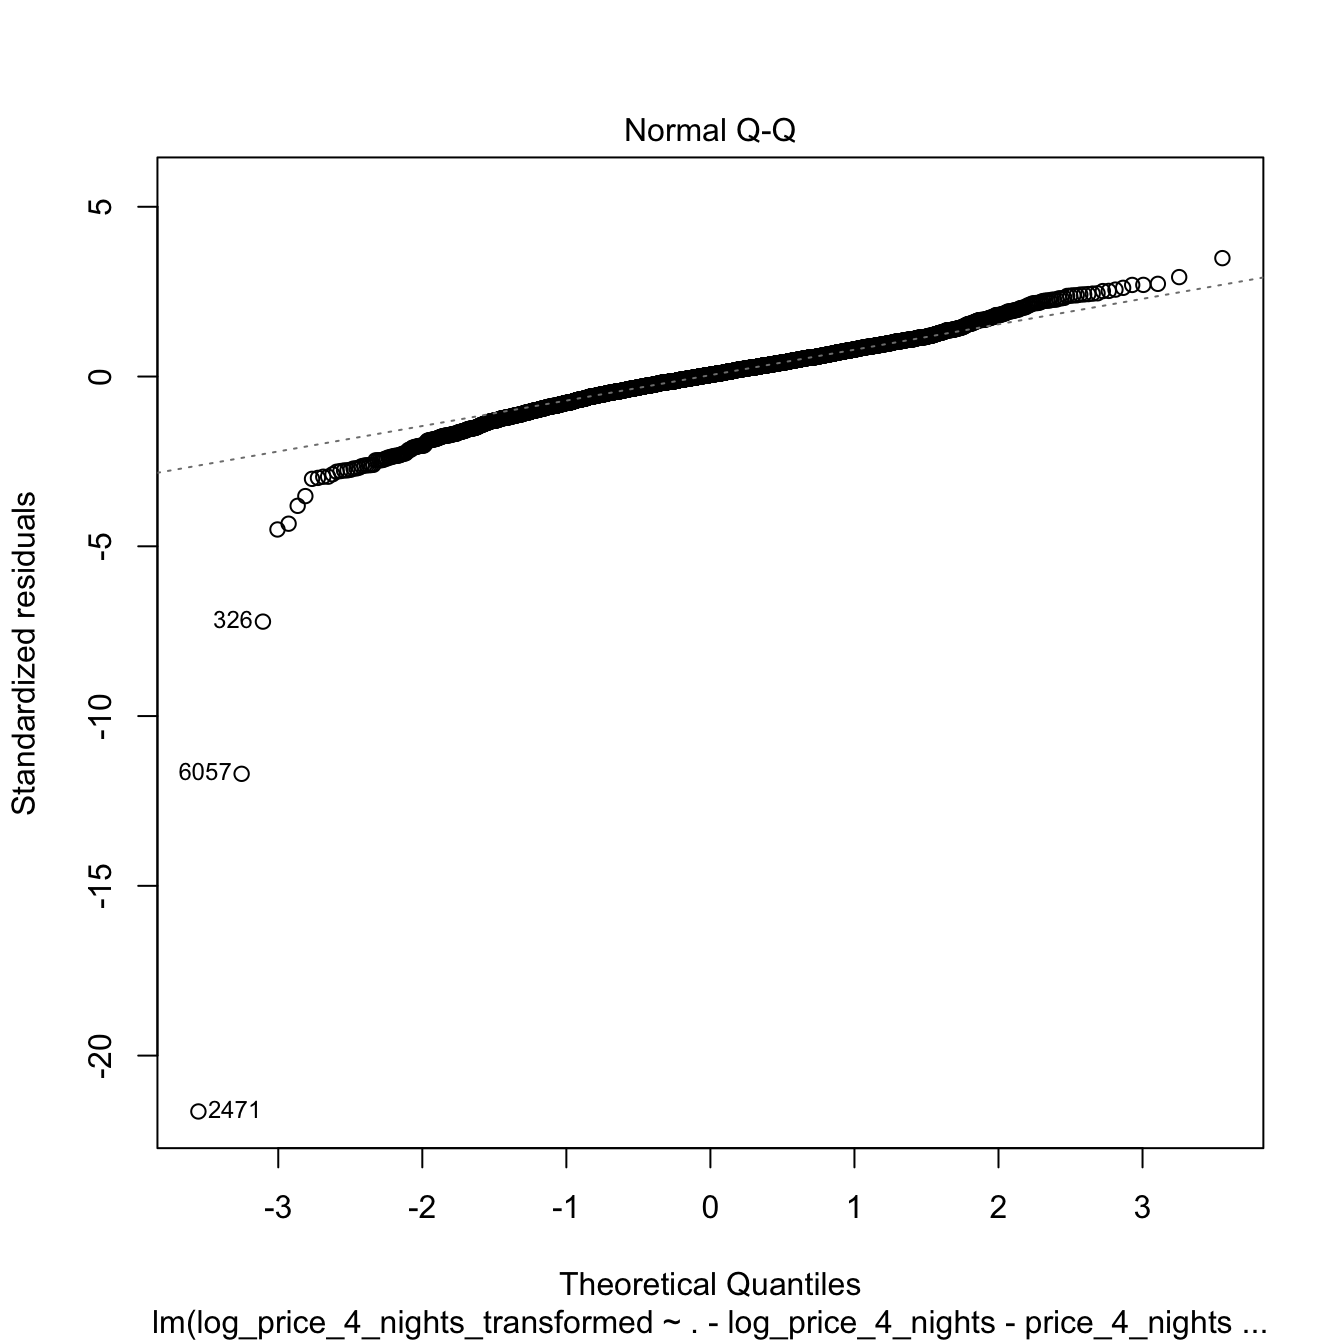 Normal Q-Q
Standardized residuals
5
0
-5
-10
-15
-20
326
6057
2471
-3 -2 -1 0 1 2 3
Theoretical Quantiles
lm(log_price_4_nights_transformed ~ . - log_price_4_nights - price_4_nights ...